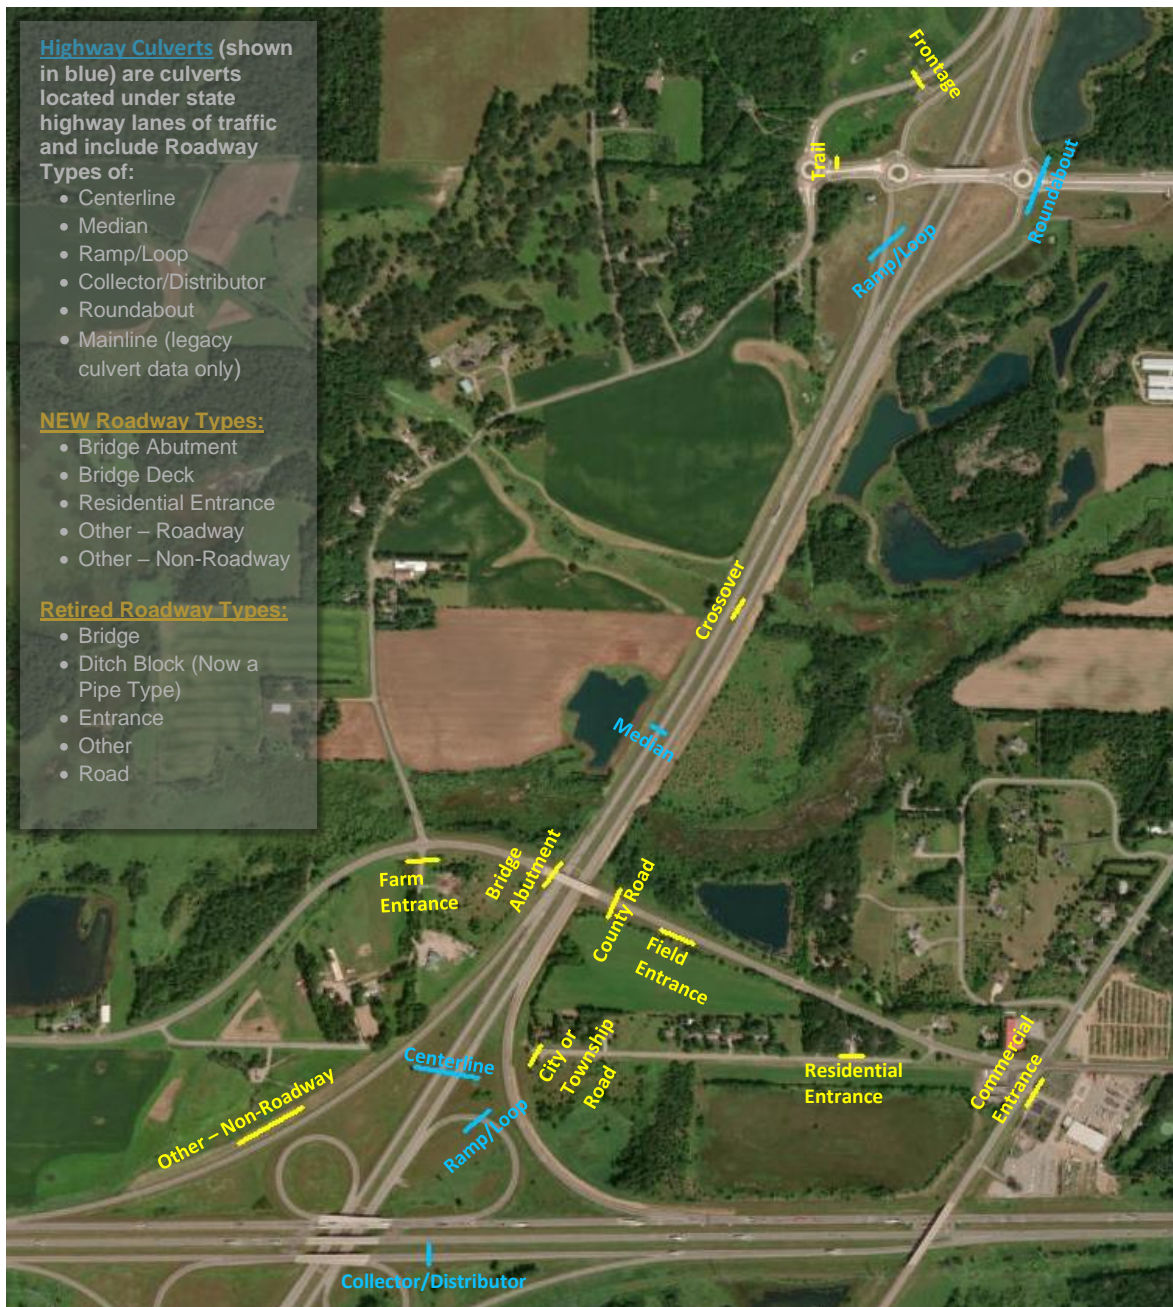 Highway Culverts (shown
in blue) are culverts
located under state
highway lanes of traffic
and include Roadway
Types of:
• Centerline
• Median
• Ramp/Loop
• Collector/Distributor
• Roundabout
• Mainline (legacy
culvert data only)
NEW Roadway Types:
• Bridge Abutment
• Bridge Deck
• Residential Entrance
• Other – Roadway
• Other – Non-Roadway
Retired Roadway Types:
• Bridge
• Ditch Block (Now a
Pipe Type)
• Entrance
• Other
• Road
Frontage
Trail
Roundabout
Ramp/Loop
Crossover
Median
Bridge
Abutment
Farm
Entrance
County Road
Field
Entrance
City or
Township
Road
Centerline
Residential
Entrance
Commercial
Entrance
Other – Non-Roadway
Ramp/Loop
Collector/Distributor